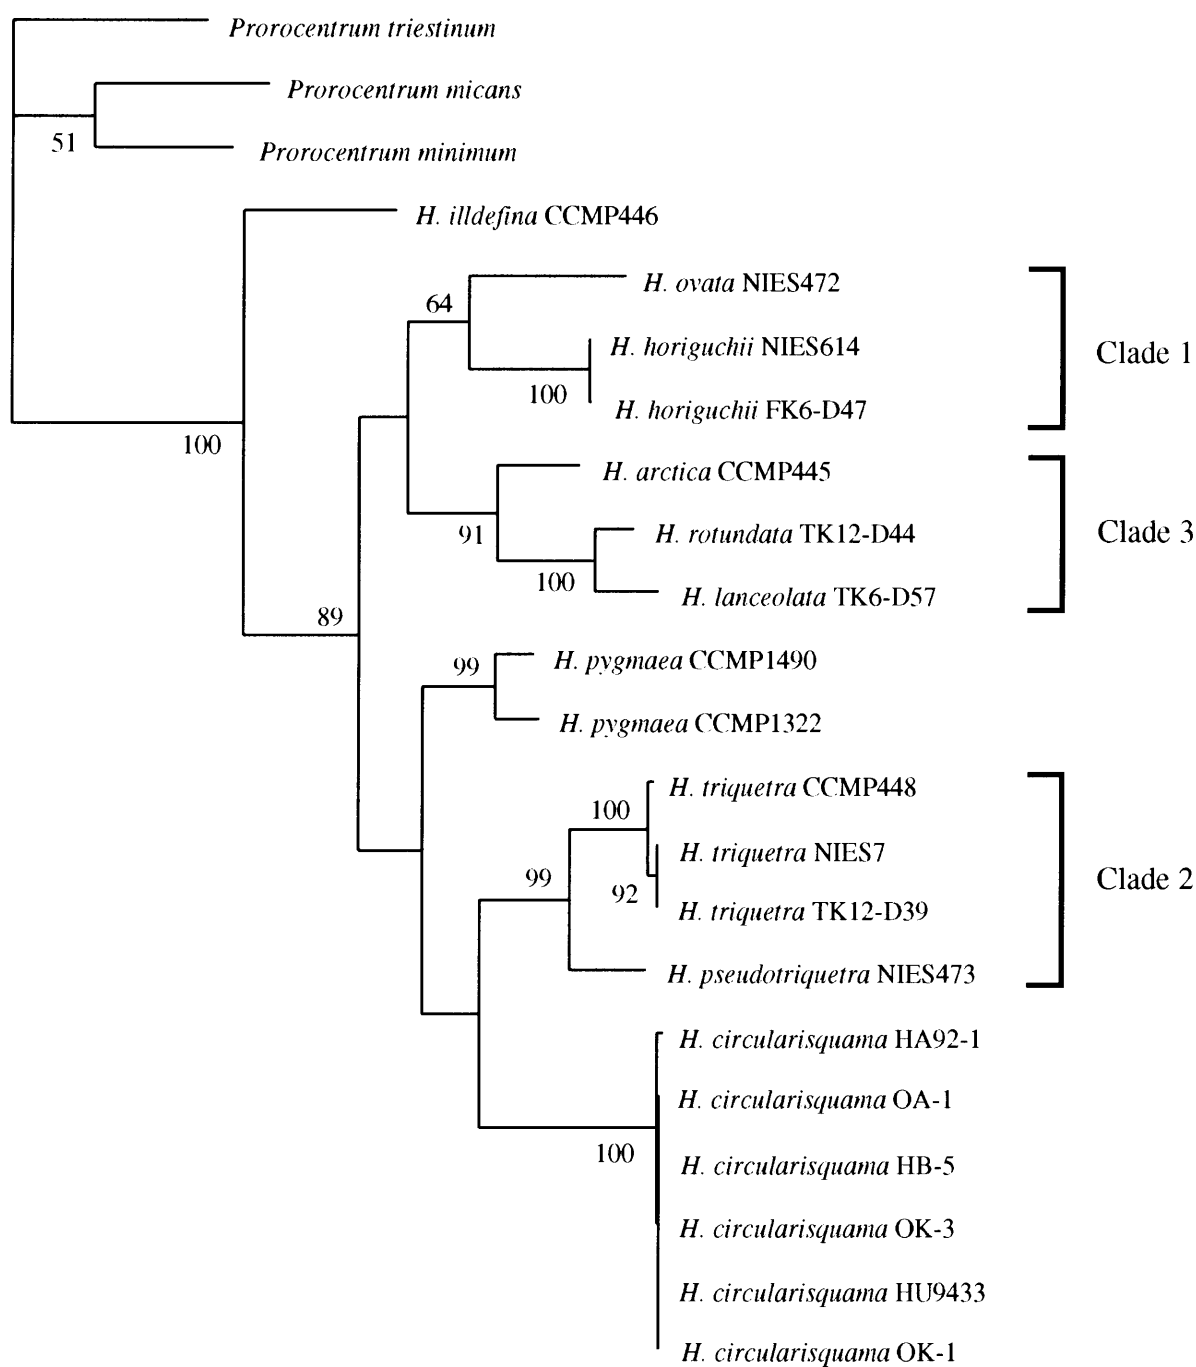 Prorocentrum triestinum
Prorocentrum micans
51
Prorocentrum minimum
H. illdefina CCMP446
H. ovata NIES472
64
H. horiguchii NIES614
Clade 1
100
H. horiguchii FK6-D47
100
H. arctica CCMP445
91
H. rotundata TK12-D44
Clade 3
100
H. lanceolata TK6-D57
89
H. pygmaea CCMP1490
99
H. pygmaea CCMP1322
H. triquetra CCMP448
100
H. triquetra NIES7
99
Clade 2
92
H. triquetra TK12-D39
H. pseudotriquetra NIES473
H. circularisquama HA92-1
H. circularisquama OA-1
100
H. circularisquama HB-5
H. circularisquama OK-3
H. circularisquama HU9433
H. circularisquama OK-1